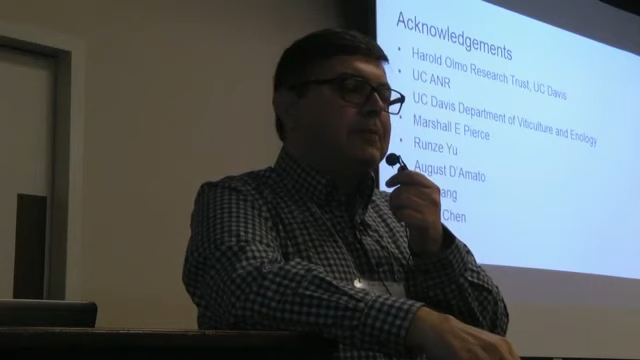 Acknowledgements
• Harold Olmo Research Trust, UC Davis
• UC ANR
UC Davis Department of Viticulture and Enology
• Marshall E Pierce
• Runze Yu
August D'Amato
ang
Chen